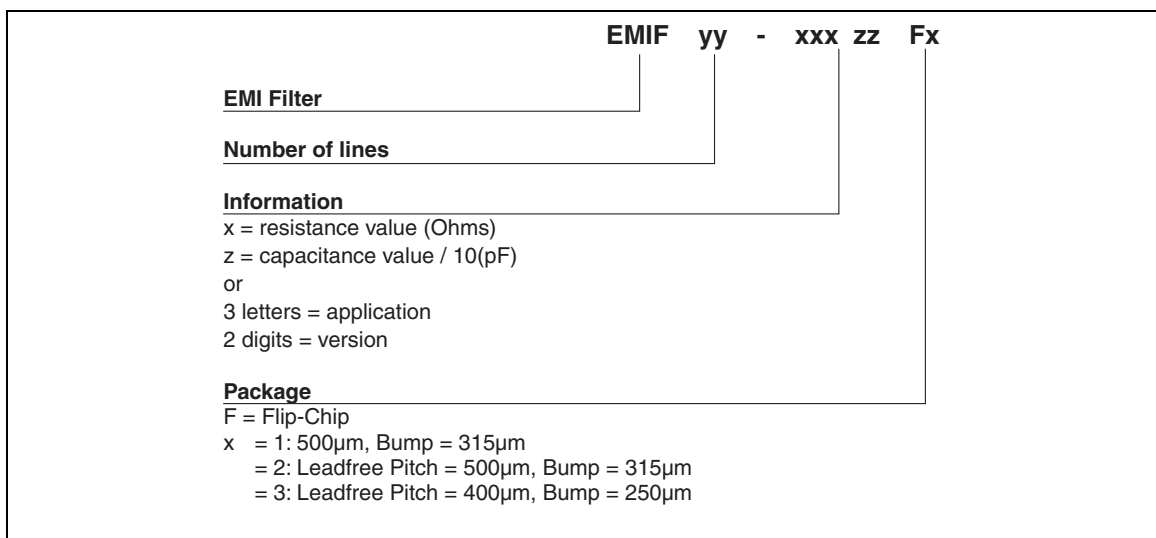 EMIF yy - xxx zz Fx
EMI Filter
Number of lines
Information
x = resistance value (Ohms)
z = capacitance value / 10(pF)
or
3 letters = application
2 digits = version
Package
F = Flip-Chip
x = 1: 500µm, Bump = 315µm
= 2: Leadfree Pitch = 500µm, Bump = 315µm
= 3: Leadfree Pitch = 400µm, Bump = 250µm